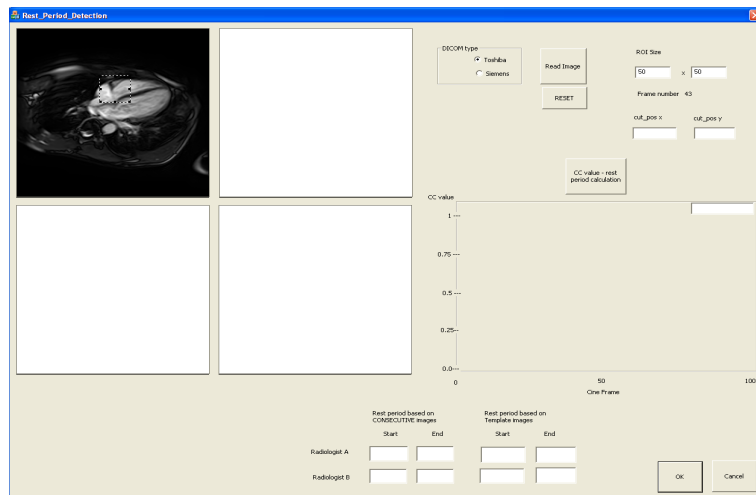 Rest_Period_Detection
DICOM type
Toshiba
Siemens
Read Image
RESET
ROI Size
50 x 50
Frame number 43
cut_pos x cut_pos y
CC value - rest
period calculation
CC value
1 ---
0.75 ---
0.5 ---
0.25--
0.0---
0 50 100
One Frame
Rest period based on
CONSECUTIVE images
Start End
Rest period based on
Template images
Start End
Radiologist A
Radiologist B
OK
Cancel